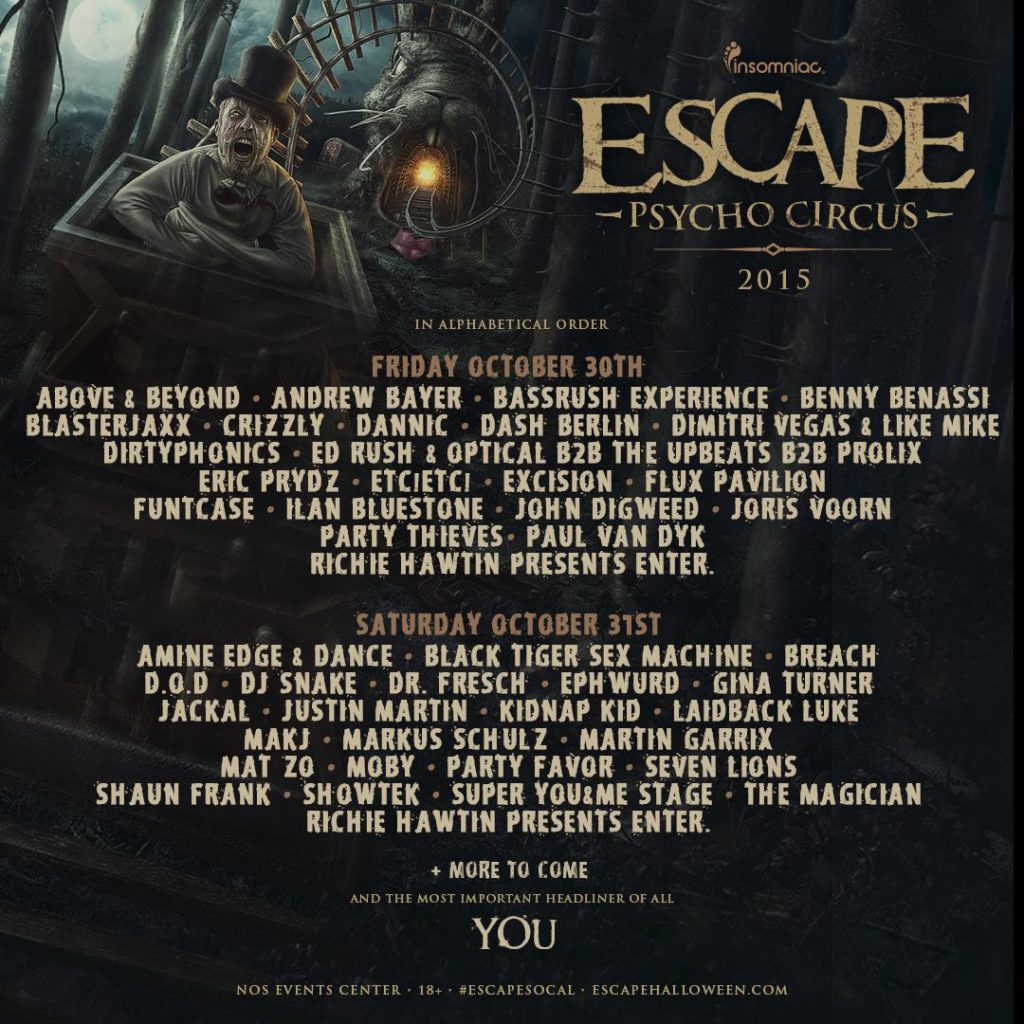 insomniac
ESCAPE
PSYCHO CIRCUS
2015
IN ALPHABETICAL ORDER
FRIDAY OCTOBER 30TH
ABOVE & BEYOND · ANDREW BAYER · BASSRUSH EXPERIENCE · BENNY BENASSI
BLASTERJAXX · CRIZZLY · DANNIC · DASH BERLIN · DIMITRI VEGAS & LIKE MIKE
DIRTYPHONICS · ED RUSH & OPTICAL B2B THE UPBEATS B2B PROLIX
ERIC PRYDZ · ETC!ETC! · EXCISION · FLUX PAVILION
FUNTCASE · ILAN BLUESTONE · JOHN DIGWEED · JORIS VOORN
PARTY THIEVES · PAUL VAN DYK
RICHIE HAWTIN PRESENTS ENTER.
SATURDAY OCTOBER 31ST
AMINE EDGE & DANCE · BLACK TIGER SEX MACHINE · BREACH
D.O.D · DJ SNAKE · DR. FRESCH · EPHWURD · GINA TURNER
JACKAL · JUSTIN MARTIN · KIDNAP KID · LAIDBACK LUKE
MAKJ · MARKUS SCHULZ · MARTIN GARRIX
MAT ZO · MOBY · PARTY FAVOR · SEVEN LIONS
SHAUN FRANK · SHOWTEK · SUPER YOU&ME STAGE · THE MAGICIAN
RICHIE HAWTIN PRESENTS ENTER.
+ MORE TO COME
AND THE MOST IMPORTANT HEADLINER OF ALL
YOU
NOS EVENTS CENTER · 18+ · #ESCAPESOCAL · ESCAPEHALLOWEEN.COM